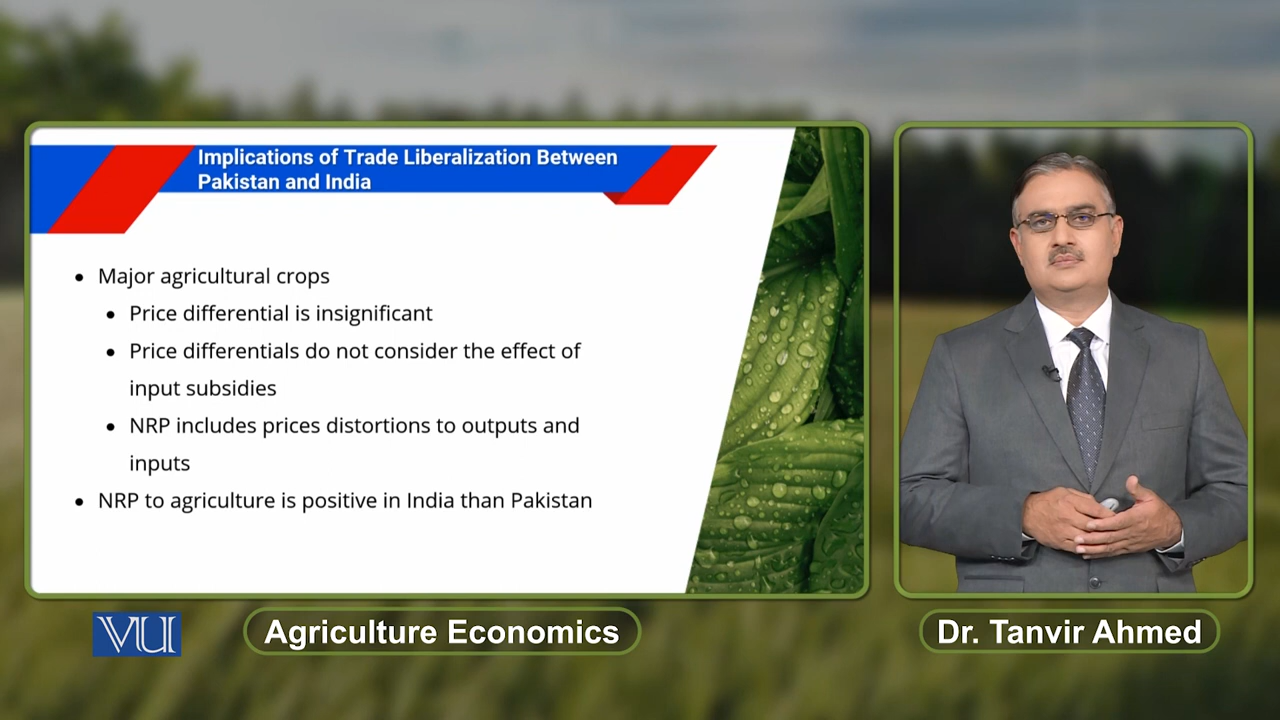 Implications of Trade Liberalization Between
Pakistan and India
• Major agricultural crops
• Price differential is insignificant
• Price differentials do not consider the effect of
input subsidies
• NRP includes prices distortions to outputs and
inputs
• NRP to agriculture is positive in India than Pakistan
VU
Agriculture Economics
Dr. Tanvir Ahmed